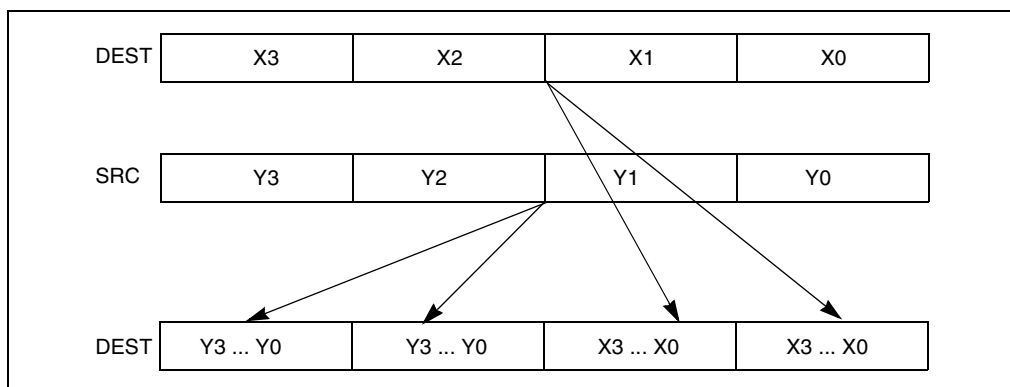 DEST X3 X2 X1 X0
SRC Y3 Y2 Y1 Y0
DEST Y3 ... Y0 Y3 ... Y0 X3 ... X0 X3 ... X0